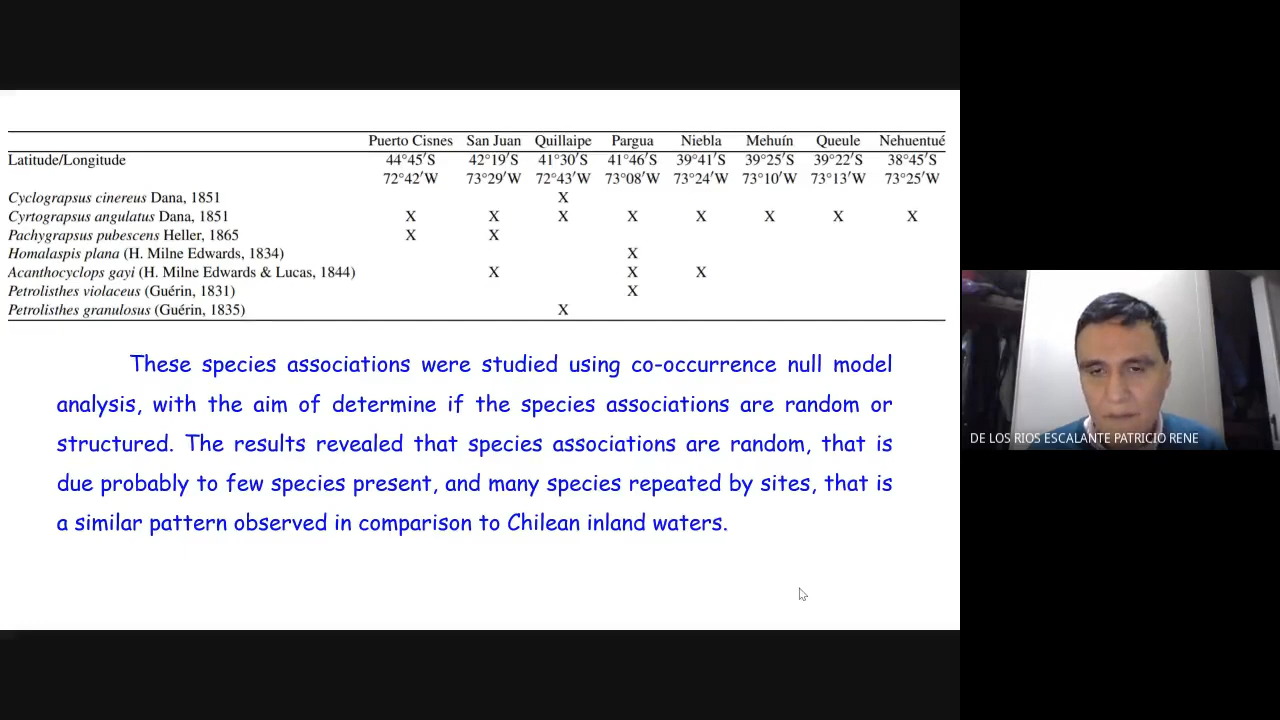 Puerto Cisnes San Juan Quillaipe Pargua Niebla Mehuín Queule Nehuentué
Latitude/Longitude 44°45′S 42°19′S 41°30′S 41°46′S 39°41′S 39°25′S 39°22′S 38°45′S
72°42′W 73°29′W 72°43′W 73°08′W 73°24′W 73°10′W 73°13′W 73°25′W
Cyclograpsus cinereus Dana, 1851 X
Cyrtograpsus angulatus Dana, 1851 X X X X X X X X
Pachygrapsus pubescens Heller, 1865 X X
Homalaspis plana (H. Milne Edwards, 1834) X
Acanthocyclops gayi (H. Milne Edwards & Lucas, 1844) X X X
Petrolisthes violaceus (Guérin, 1831) X
Petrolisthes granulosus (Guérin, 1835) X
These species associations were studied using co-occurrence null model
analysis, with the aim of determine if the species associations are random or
structured. The results revealed that species associations are random, that is
due probably to few species present, and many species repeated by sites, that is
a similar pattern observed in comparison to Chilean inland waters.
DE LOS RIOS ESCALANTE PATRICIO RENE